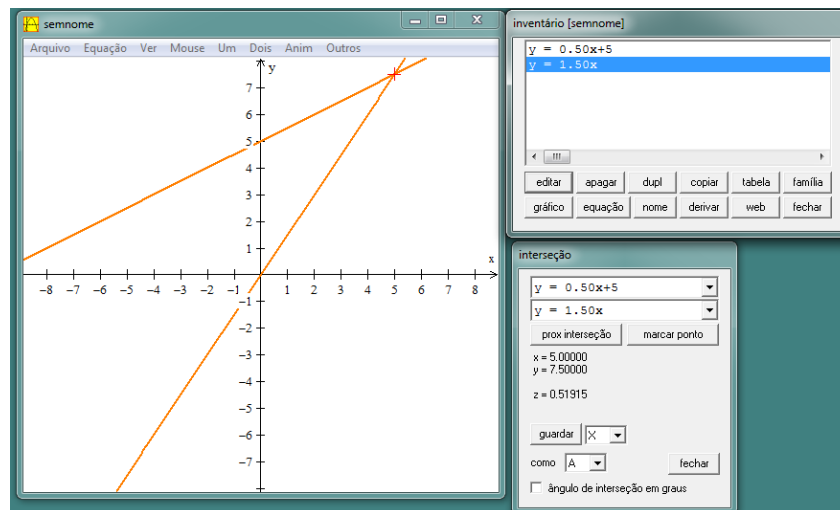 semnome
Arquivo Equação Ver Mouse Um Dois Anim Outros
y
7
6
5
4
3
2
1
x
−8 −7 −6 −5 −4 −3 −2 −1 1 2 3 4 5 6 7 8
−1
−2
−3
−4
−5
−6
−7
inventário [semnome]
y = 0.50x+5
y = 1.50x
editar apagar dupl copiar tabela família
gráfico equação nome derivar web fechar
interseção
y = 0.50x+5
y = 1.50x
prox interseção marcar ponto
x = 5.00000
y = 7.50000
z = 0.51915
guardar X
como A fechar
ângulo de interseção em graus